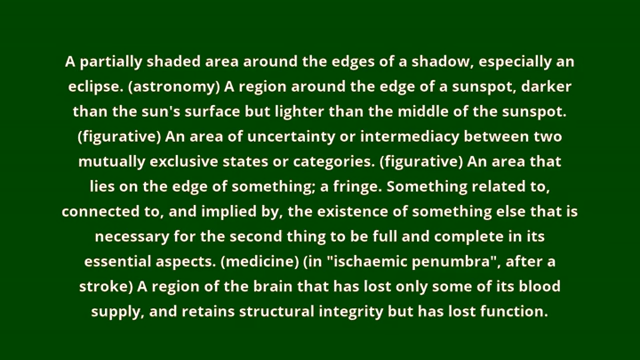 A partially shaded area around the edges of a shadow, especially an
eclipse. (astronomy) A region around the edge of a sunspot, darker
than the sun's surface but lighter than the middle of the sunspot.
(figurative) An area of uncertainty or intermediacy between two
mutually exclusive states or categories. (figurative) An area that
lies on the edge of something; a fringe. Something related to,
connected to, and implied by, the existence of something else that is
necessary for the second thing to be full and complete in its
essential aspects. (medicine) (in "ischaemic penumbra", after a
stroke) A region of the brain that has lost only some of its blood
supply, and retains structural integrity but has lost function.